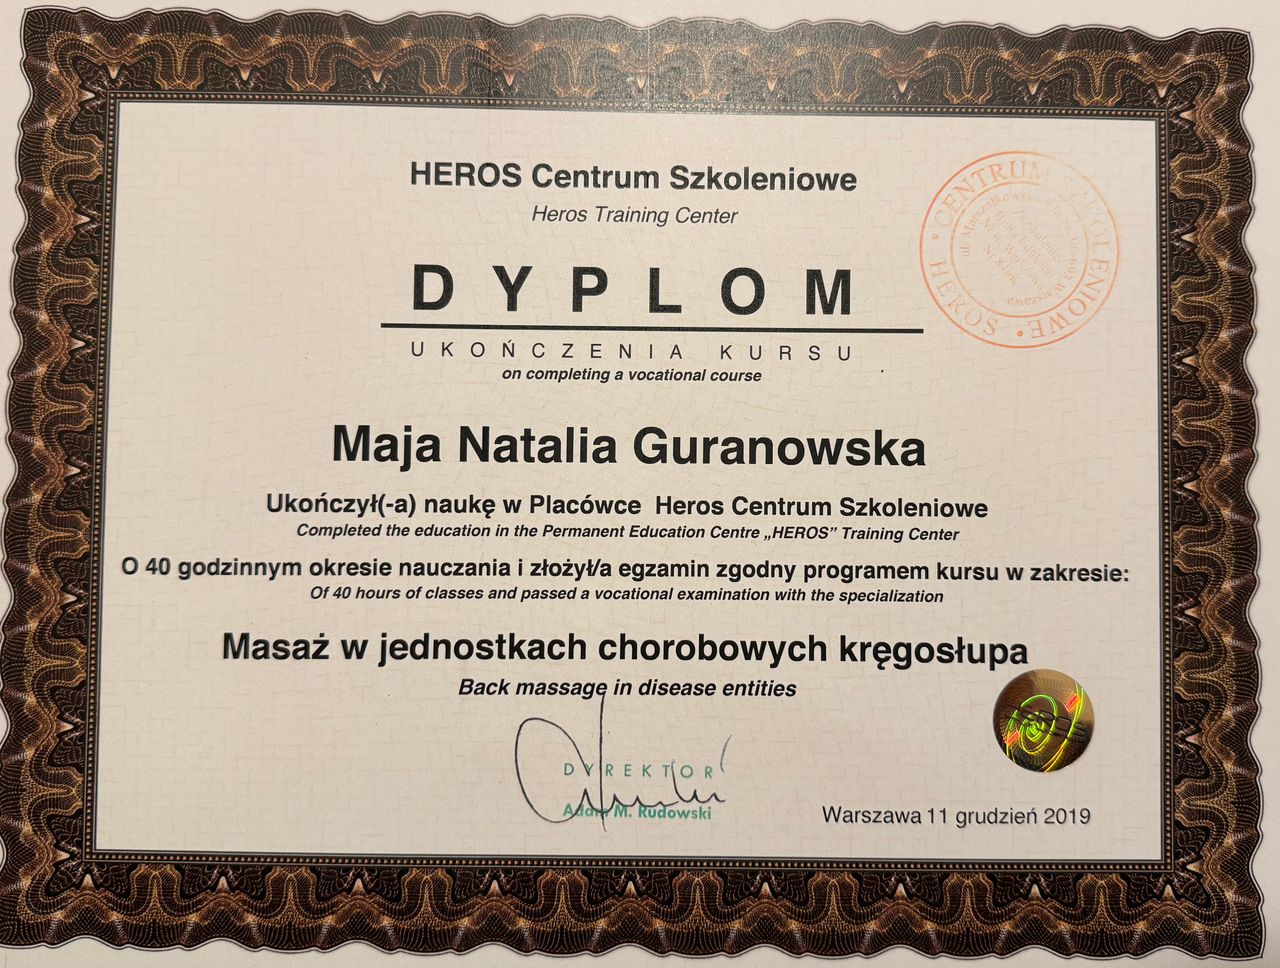 HEROS Centrum Szkoleniowe
Heros Training Center
CENTRUM SZKOLENIOWE • HEROS •
DYPLOM
UKOŃCZENIA KURSU
on completing a vocational course
Maja Natalia Guranowska
Ukończył(-a) naukę w Placówce Heros Centrum Szkoleniowe
Completed the education in the Permanent Education Centre „HEROS” Training Center
O 40 godzinnym okresie nauczania i złożył/a egzamin zgodny programem kursu w zakresie:
Of 40 hours of classes and passed a vocational examination with the specialization
Masaż w jednostkach chorobowych kręgosłupa
Back massage in disease entities
HEROS
DYREKTOR
Adam M. Rudowski
Warszawa 11 grudzień 2019